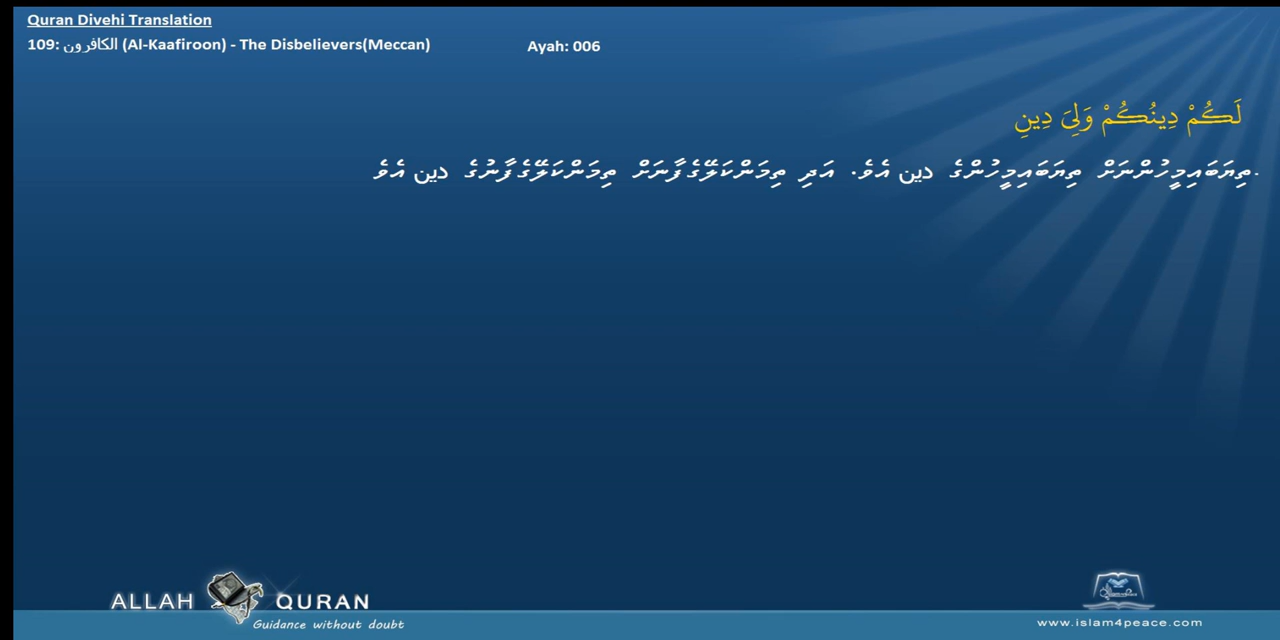 Quran Divehi Translation
109: الكافرون (Al-Kaafiroon) - The Disbelievers(Meccan) Ayah: 006
لَكُمْ دِينُكُمْ وَلِيَ دِينِ
.ތިޔަބައިމީހުންނަށް ތިޔަބައިމީހުންގެ دين އެވެ. އަދި ތިމަންކަލޭގެފާނަށް ތިމަންކަލޭގެފާނުގެ دين އެވެ
ALLAH QURAN
Guidance without doubt
www.islam4peace.com